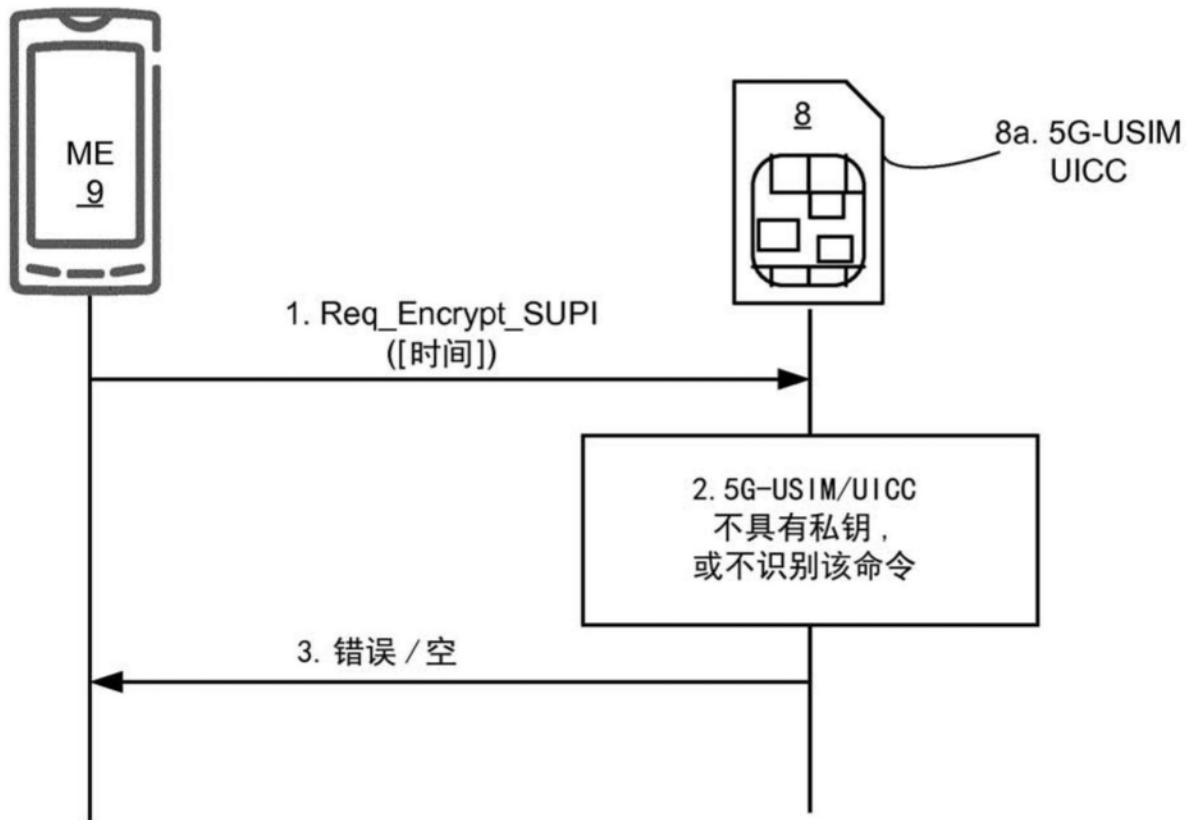 ME
9
8
8a. 5G-USIM
UICC
1. Req_Encrypt_SUPI
([时间])
2. 5G-USIM/UICC
不具有私钥,
或不识别该命令
3. 错误/空